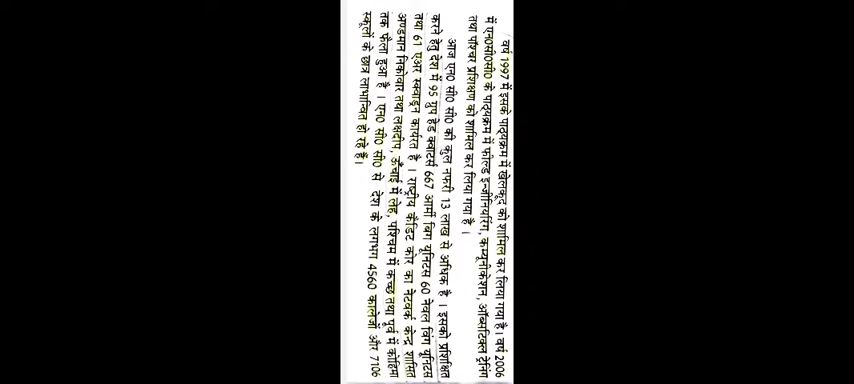 वर्ष 1997 में इसके पाठ्यक्रम में खेलकूद को शामिल कर लिया गया है। वर्ष 2006
में एन0सी0सी0 के पाठ्यक्रम में फील्ड इन्जीनियरिंग, कम्यूनीकेशन, ऑब्सटिक्ल ट्रेनिंग
तथा पश्चिर प्रशिक्षण को शामिल कर लिया गया है ।
आज एन0 सी0 सी0 की कुल नफरी 13 लाख से अधिक है । इसको प्रशिक्षित
करने हेतु देश में 95 ग्रुप हेड क्वाटर्स 667 आर्मी बिग यूनिटस 60 नेवल विंग यूनिटस
तथा 61 एअर स्क्वाड्रन कार्यरत है । राष्ट्रीय कैडिट कोर का नेटवर्क केन्द्र शासित
अण्डमान निकोवार तथा लक्षदीप, ऊँचाई में लेह, पश्चिम में कच्छ तथा पूर्व में कोहिमा
तक फैला हुआ है । एन0 सी0 सी0 से देश के लगभग 4560 कालेजों और 7106
स्कूलों के छात्र लाभान्वित हो रहे हैं।